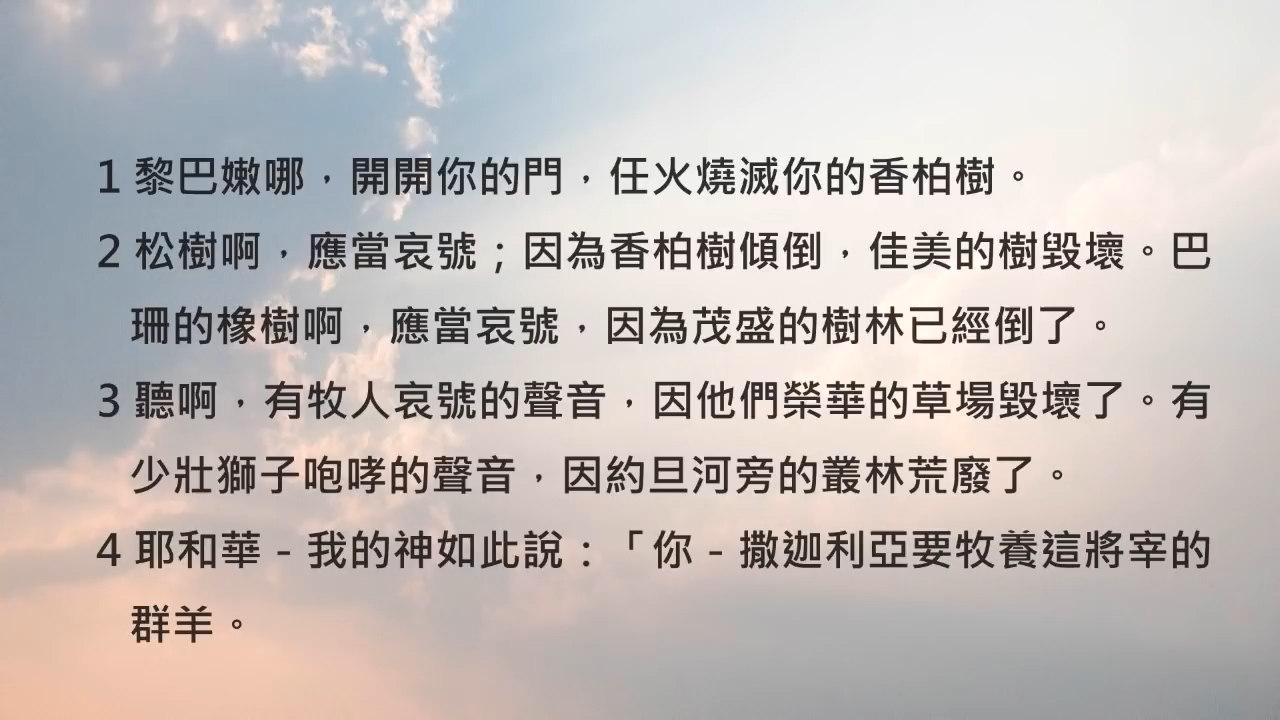 1 黎巴嫩哪，開開你的門，任火燒滅你的香柏樹。
2 松樹啊，應當哀號；因為香柏樹傾倒，佳美的樹毀壞。巴
珊的橡樹啊，應當哀號，因為茂盛的樹林已經倒了。
3 聽啊，有牧人哀號的聲音，因他們榮華的草場毀壞了。有
少壯獅子咆哮的聲音，因約旦河旁的叢林荒廢了。
4 耶和華－我的神如此說：「你－撒迦利亞要牧養這將宰的
群羊。